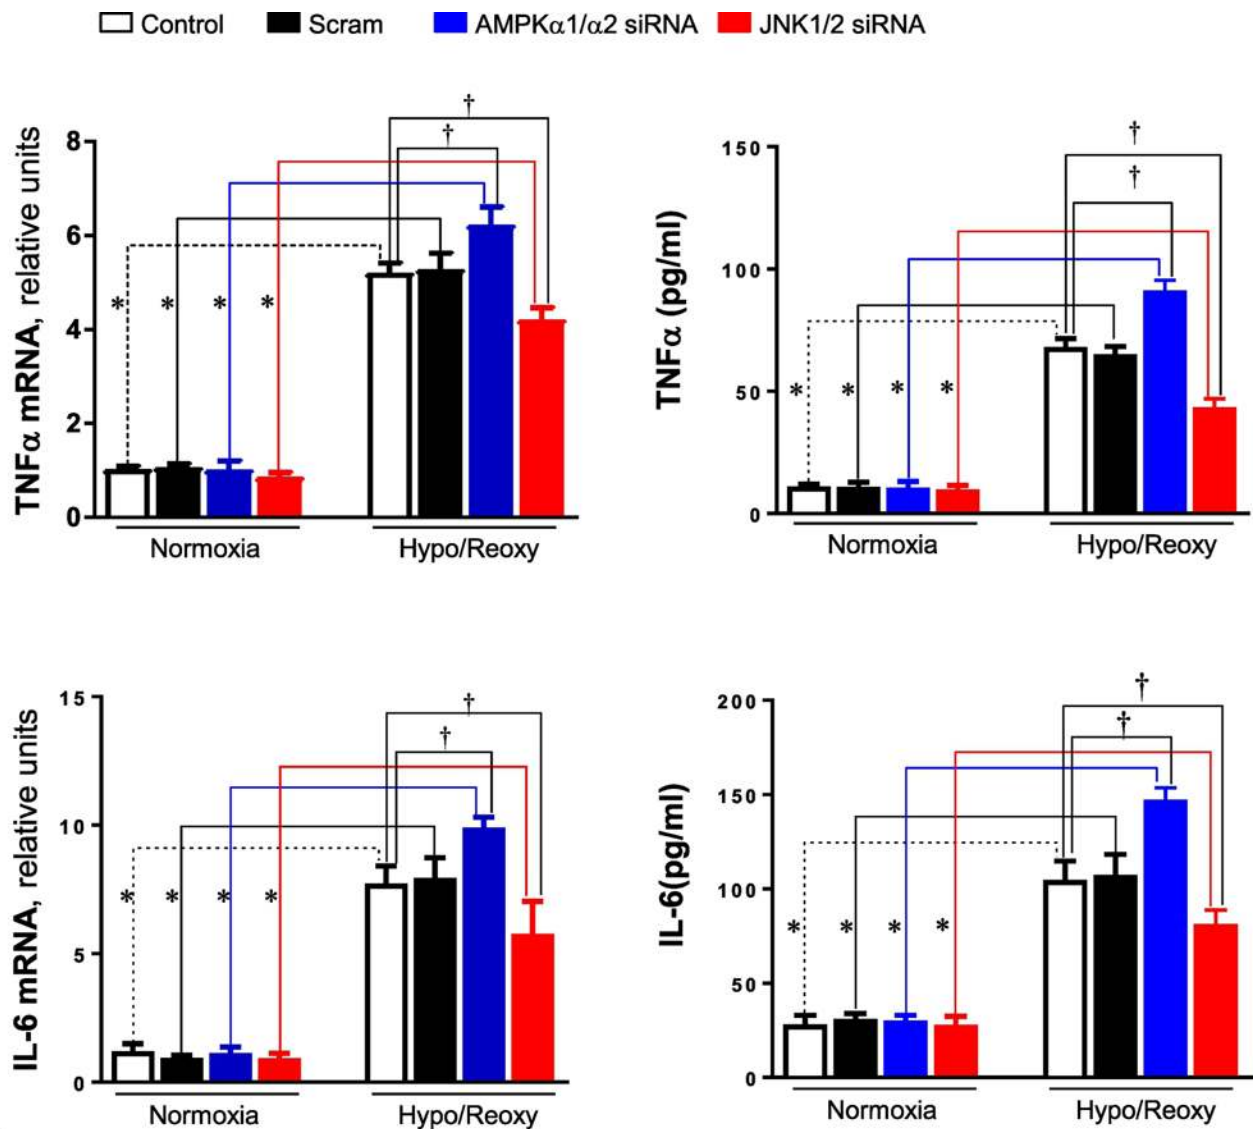 Control Scram AMPKα1/α2 siRNA JNK1/2 siRNA
TNFα mRNA, relative units
8
6
4
2
0
†
†
* * * *
Normoxia Hypo/Reoxy
TNFα (pg/ml)
150
100
50
0
†
†
* * * *
Normoxia Hypo/Reoxy
IL-6 mRNA, relative units
15
10
5
0
†
†
* * * *
Normoxia Hypo/Reoxy
IL-6(pg/ml)
200
150
100
50
0
†
†
* * * *
Normoxia Hypo/Reoxy